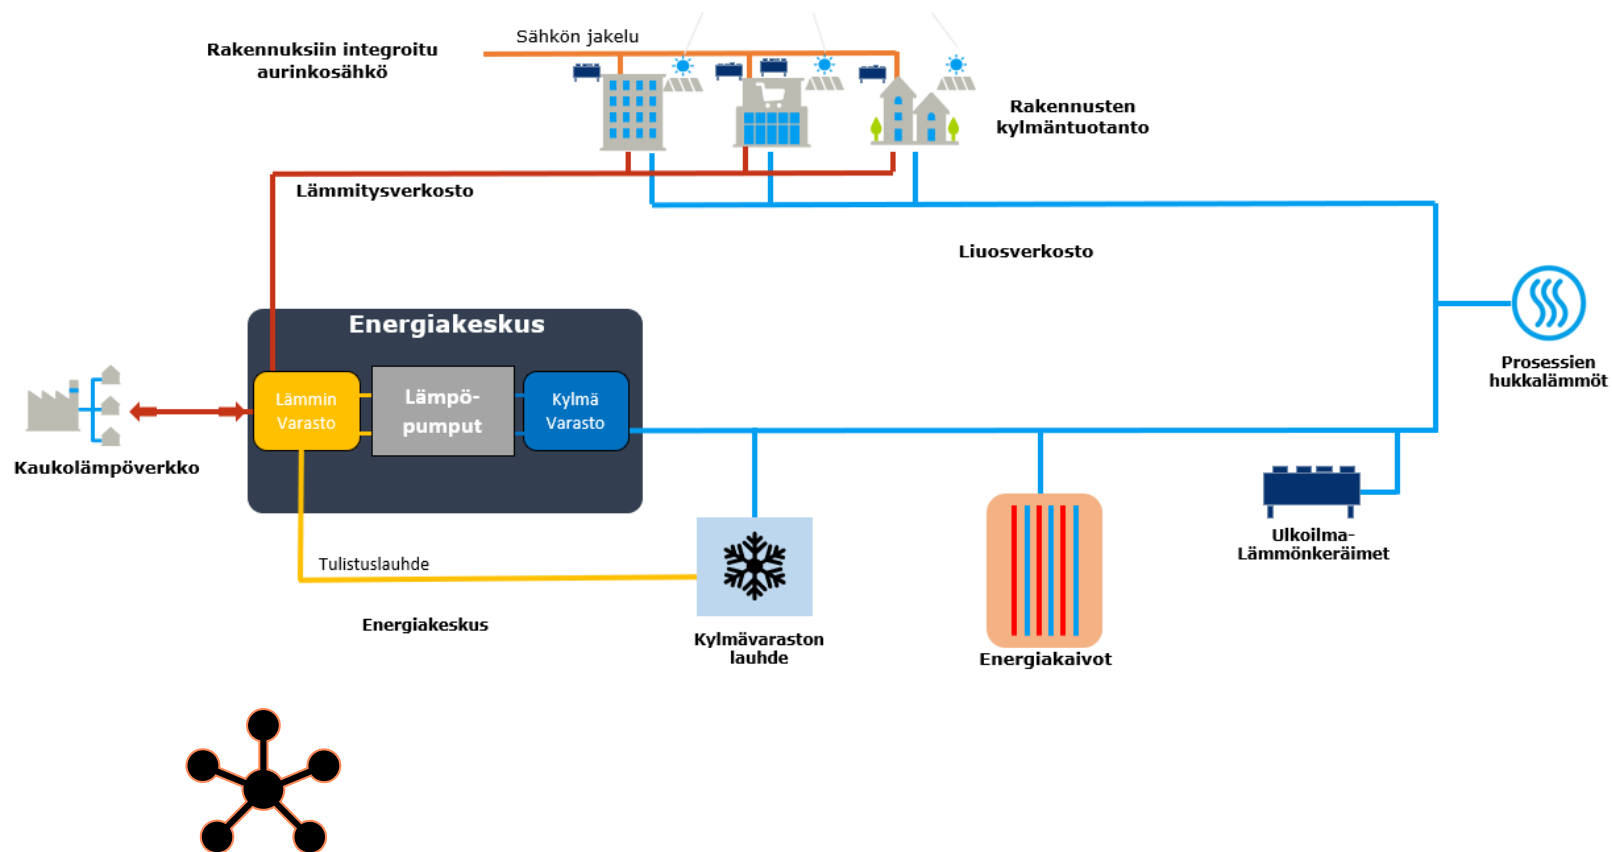 Sähkön jakelu
Rakennuksiin integroitu
aurinkosähkö
Rakennusten
kylmäntuotanto
Lämmitysverkosto
Liuosverkosto
Energiakeskus
Lämmin
Varasto
Lämpö-
pumput
Kylmä
Varasto
Prosessien
hukkalämmöt
Kaukolämpöverkko
Ulkoilma-
Lämmönkeräimet
Tulistuslauhde
Energiakeskus
Kylmävaraston
lauhde
Energiakaivot